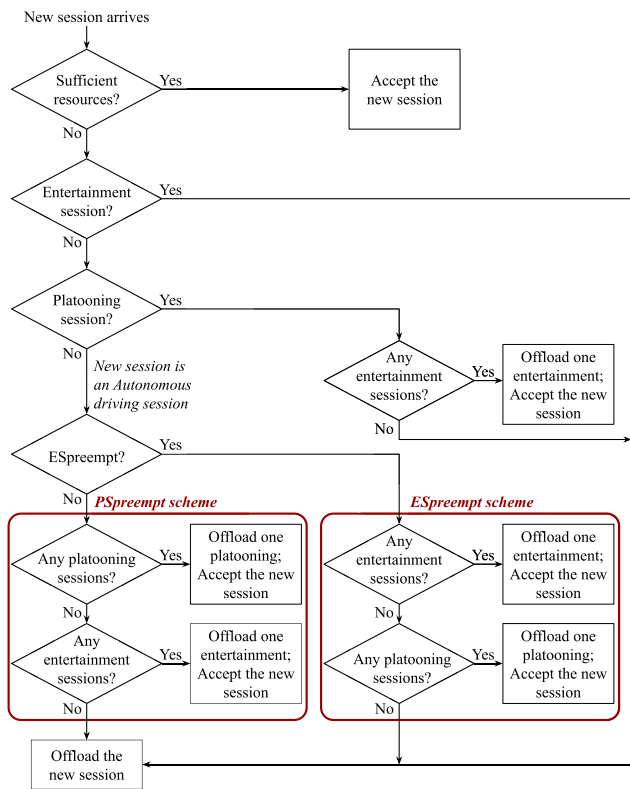 New session arrives
Sufficient
resources?
Yes
Accept the
new session
No
Entertainment
session?
Yes
No
Platooning
session?
Yes
No
New session is
an Autonomous
driving session
Any
entertainment
sessions?
Yes
Offload one
entertainment;
Accept the new
session
No
ESpreempt?
Yes
No
PSpreempt scheme
Any platooning
sessions?
Yes
Offload one
platooning;
Accept the new
session
No
Any
entertainment
sessions?
Yes
Offload one
entertainment;
Accept the new
session
No
ESpreempt scheme
Any
entertainment
sessions?
Yes
Offload one
entertainment;
Accept the new
session
No
Any platooning
sessions?
Yes
Offload one
platooning;
Accept the new
session
No
Offload the
new session